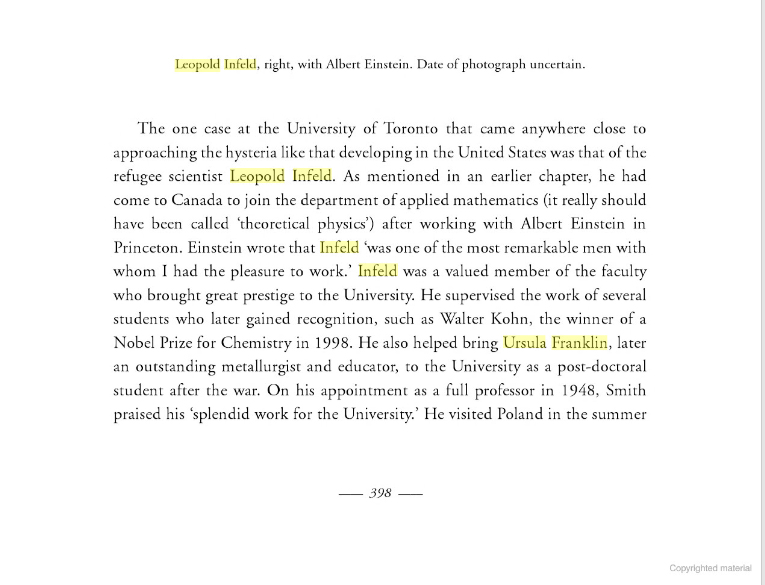 Leopold Infeld, right, with Albert Einstein. Date of photograph uncertain.
The one case at the University of Toronto that came anywhere close to
approaching the hysteria like that developing in the United States was that of the
refugee scientist Leopold Infeld. As mentioned in an earlier chapter, he had
come to Canada to join the department of applied mathematics (it really should
have been called ‘theoretical physics’) after working with Albert Einstein in
Princeton. Einstein wrote that Infeld ‘was one of the most remarkable men with
whom I had the pleasure to work.’ Infeld was a valued member of the faculty
who brought great prestige to the University. He supervised the work of several
students who later gained recognition, such as Walter Kohn, the winner of a
Nobel Prize for Chemistry in 1998. He also helped bring Ursula Franklin, later
an outstanding metallurgist and educator, to the University as a post-doctoral
student after the war. On his appointment as a full professor in 1948, Smith
praised his ‘splendid work for the University.’ He visited Poland in the summer
— 398 —
Copyrighted material